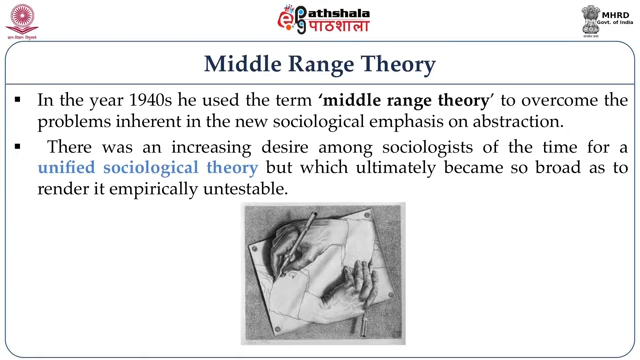 Pathshala
पाठशाला
MHRD
Govt. of India
Middle Range Theory
▪ In the year 1940s he used the term ‘middle range theory’ to overcome the
problems inherent in the new sociological emphasis on abstraction.
▪ There was an increasing desire among sociologists of the time for a
unified sociological theory but which ultimately became so broad as to
render it empirically untestable.